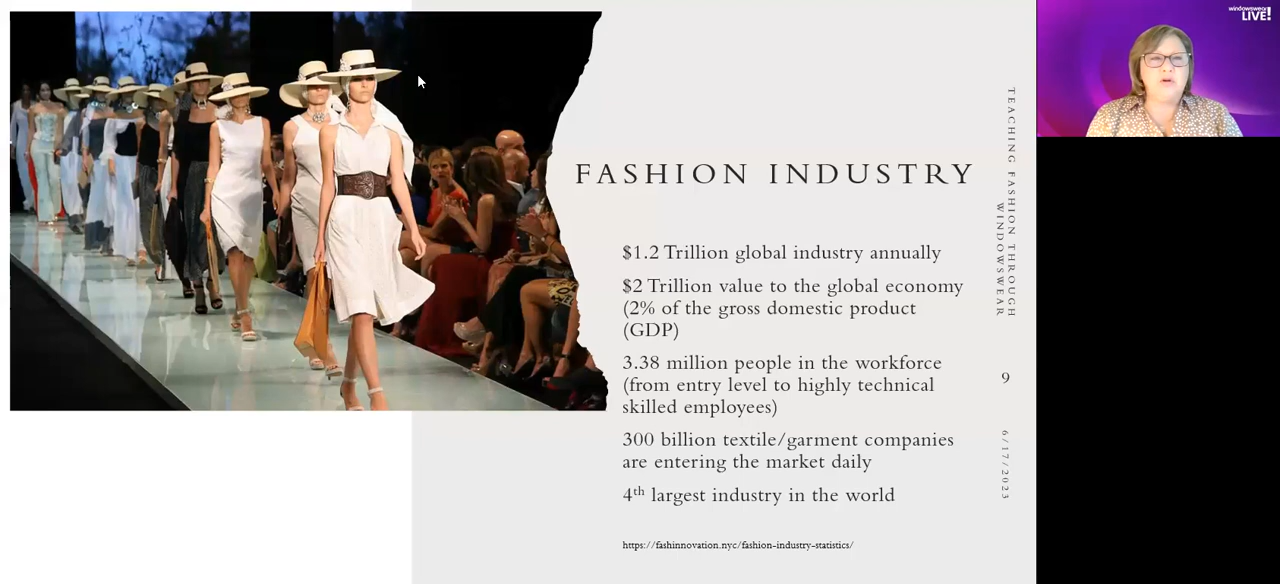 FASHION INDUSTRY
$1.2 Trillion global industry annually
$2 Trillion value to the global economy
(2% of the gross domestic product
(GDP)
3.38 million people in the workforce
(from entry level to highly technical
skilled employees)
300 billion textile/garment companies
are entering the market daily
4th largest industry in the world
https://fashinnovation.nyc/fashion-industry-statistics/
TEACHING FASHION THROUGH
WINDOWSWEAR
9
6/17/2023
windowswear
LIVE!